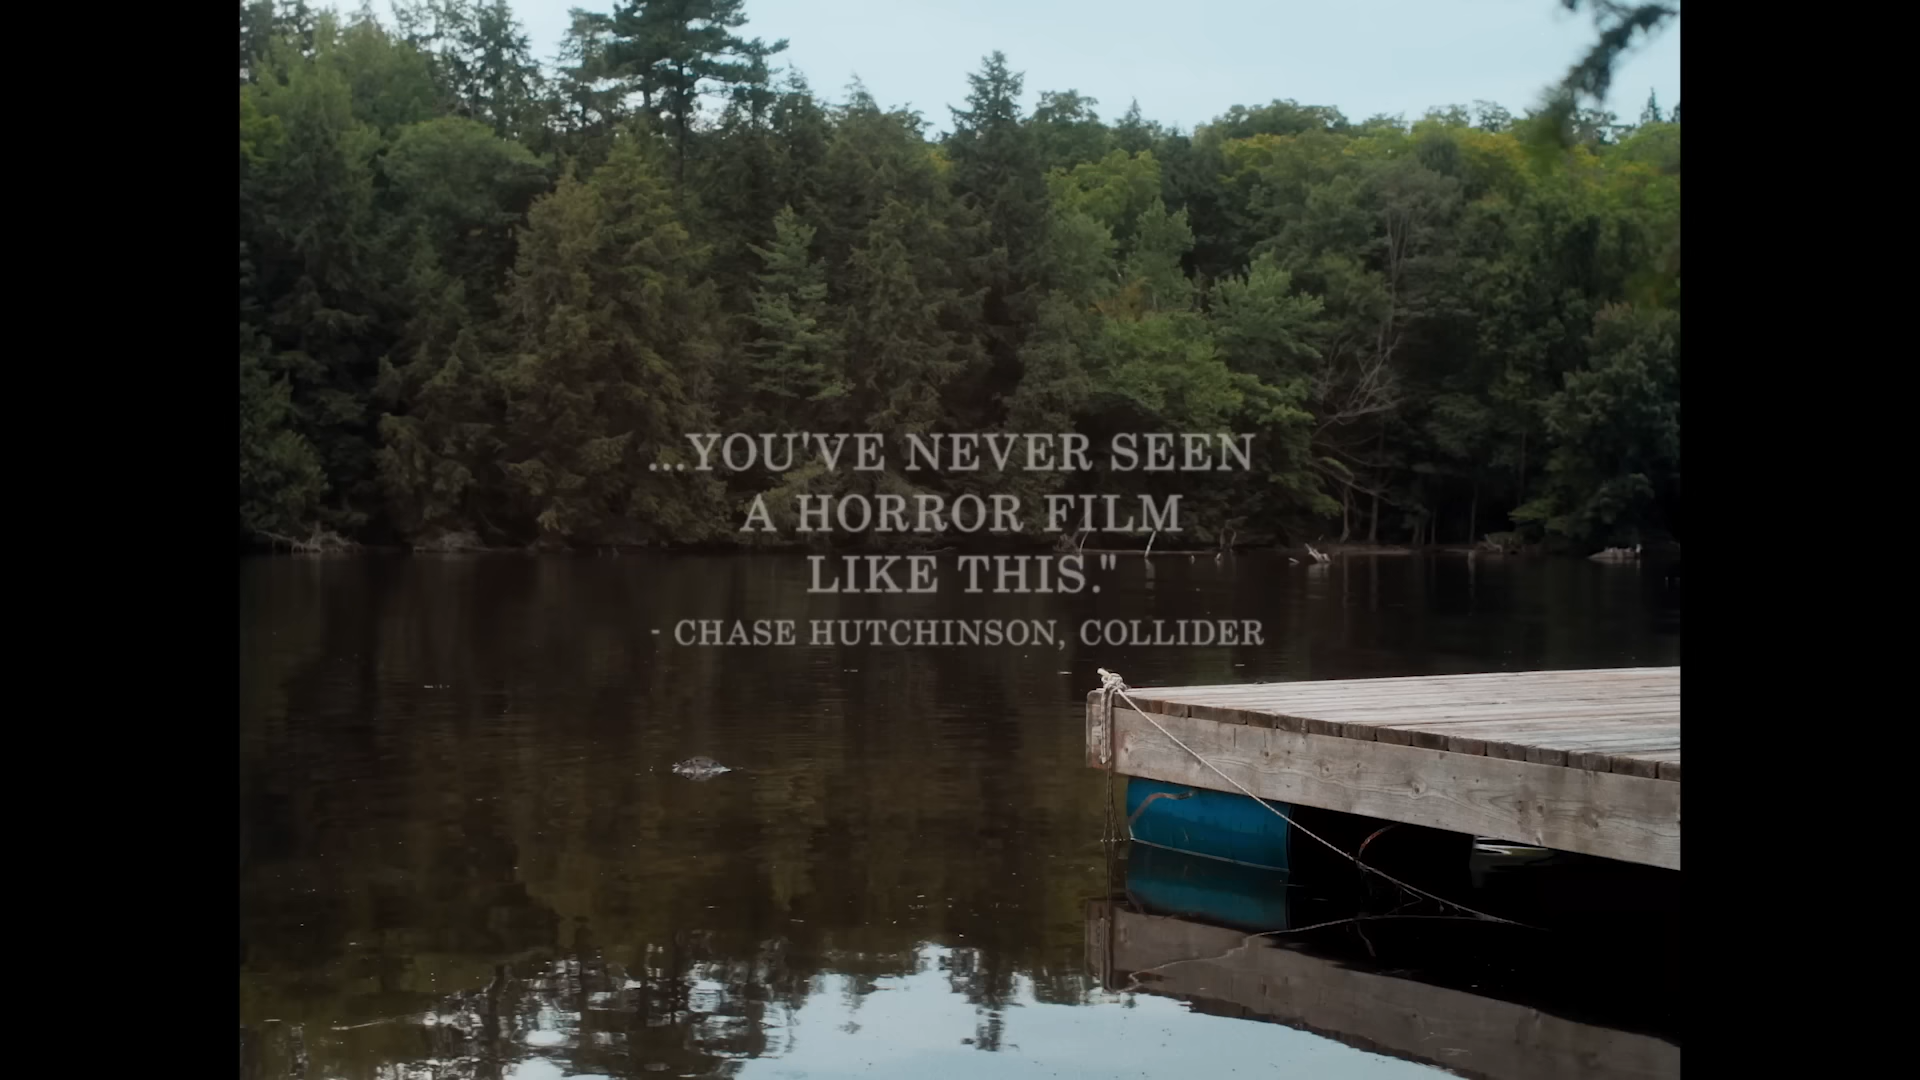 ...YOU'VE NEVER SEEN
A HORROR FILM
LIKE THIS."
- CHASE HUTCHINSON, COLLIDER